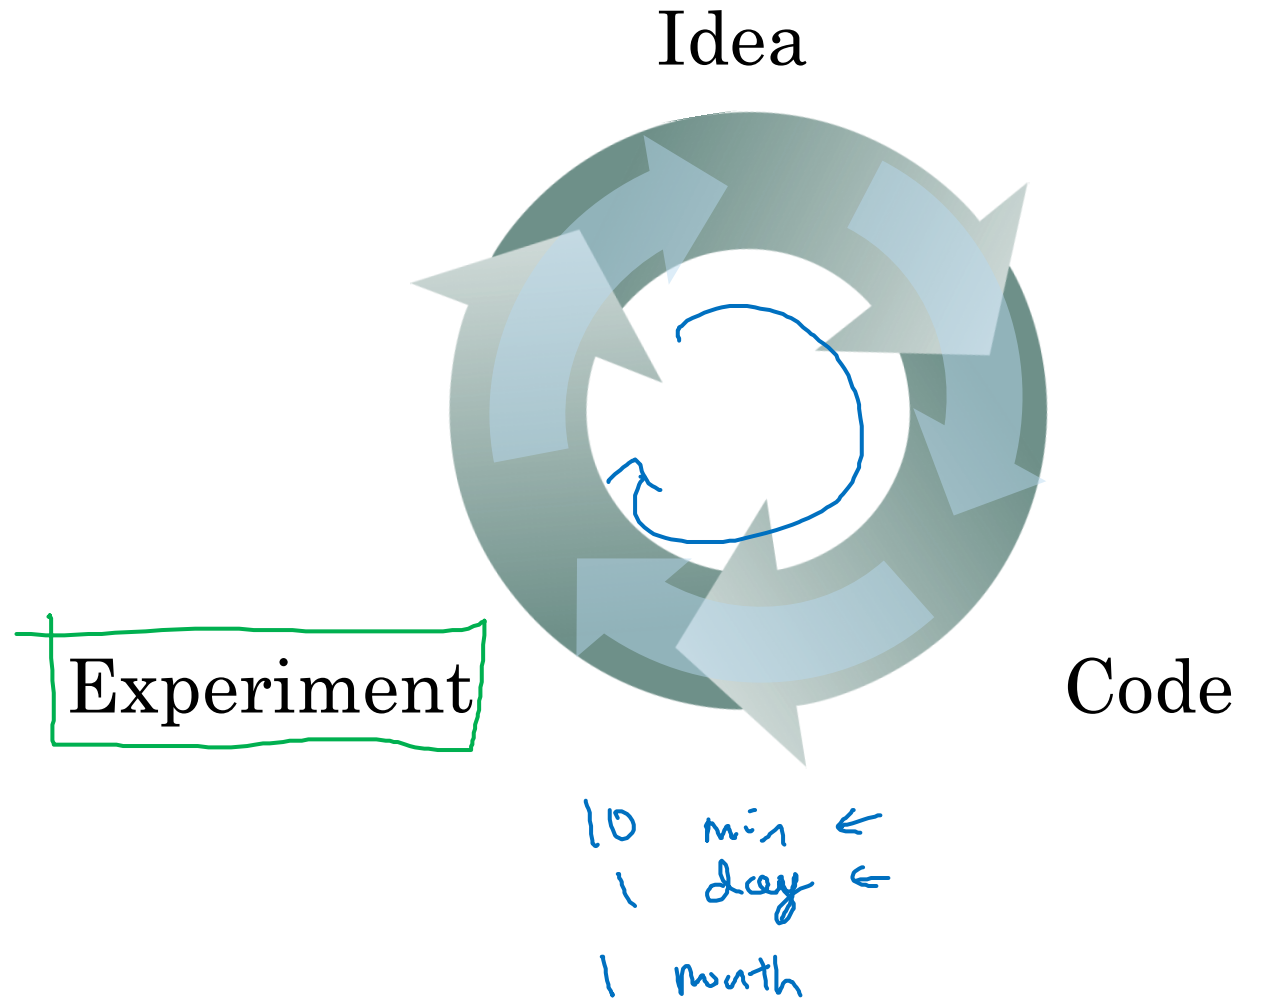 Idea
Experiment
Code
10 min ←
1 day ←
1 month